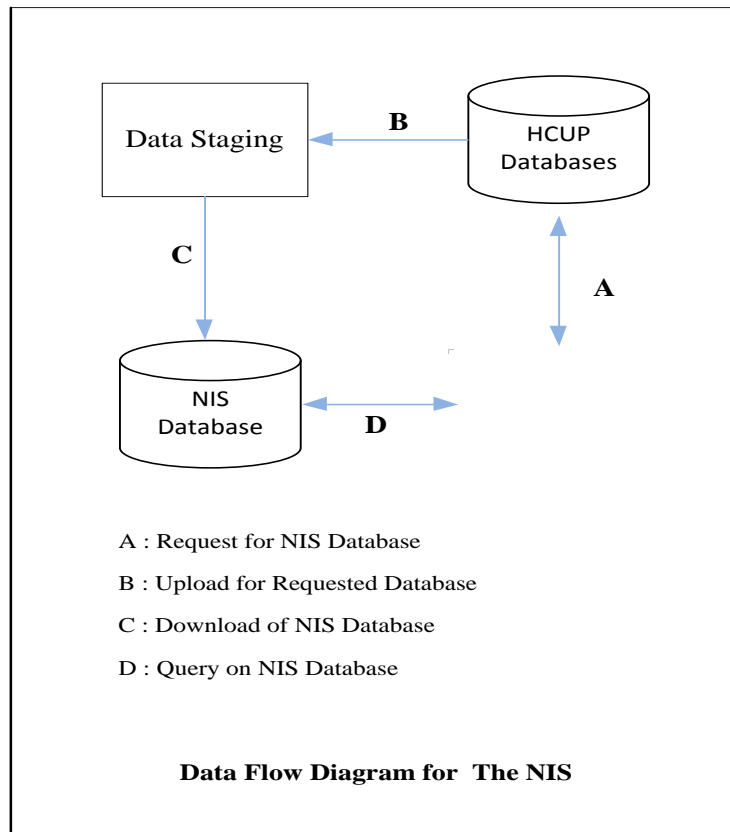 Data Staging
B
HCUP
Databases
C
A
NIS
Database
D
A : Request for NIS Database
B : Upload for Requested Database
C : Download of NIS Database
D : Query on NIS Database
Data Flow Diagram for The NIS